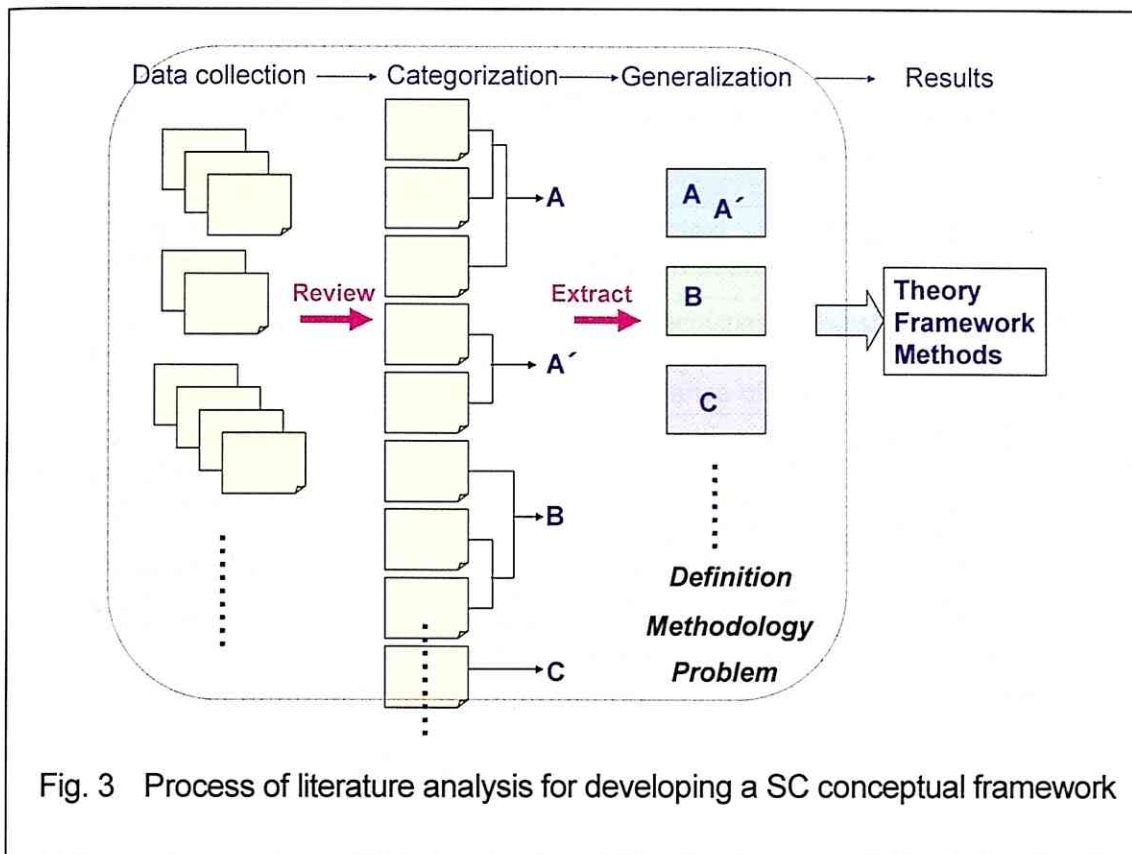 Data collection → Categorization → Generalization → Results
A
A A´
Review
Extract
B
Theory
Framework
Methods
A´
C
B
Definition
Methodology
C
Problem
Fig. 3 Process of literature analysis for developing a SC conceptual framework